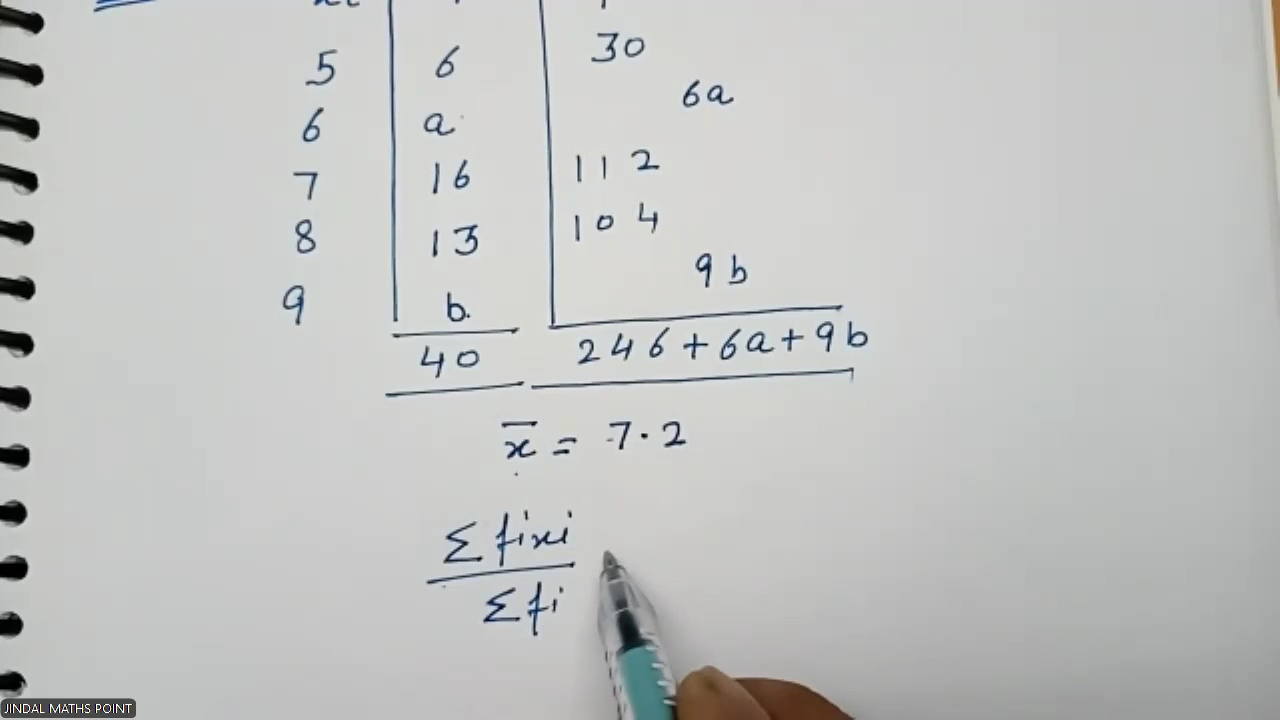 5 6 30
6 a 6a
7 16 112
8 13 104
9 b 9b
40 246+6a+9b
x̄ = 7.2
Σfixi
Σfi
JINDAL MATHS POINT